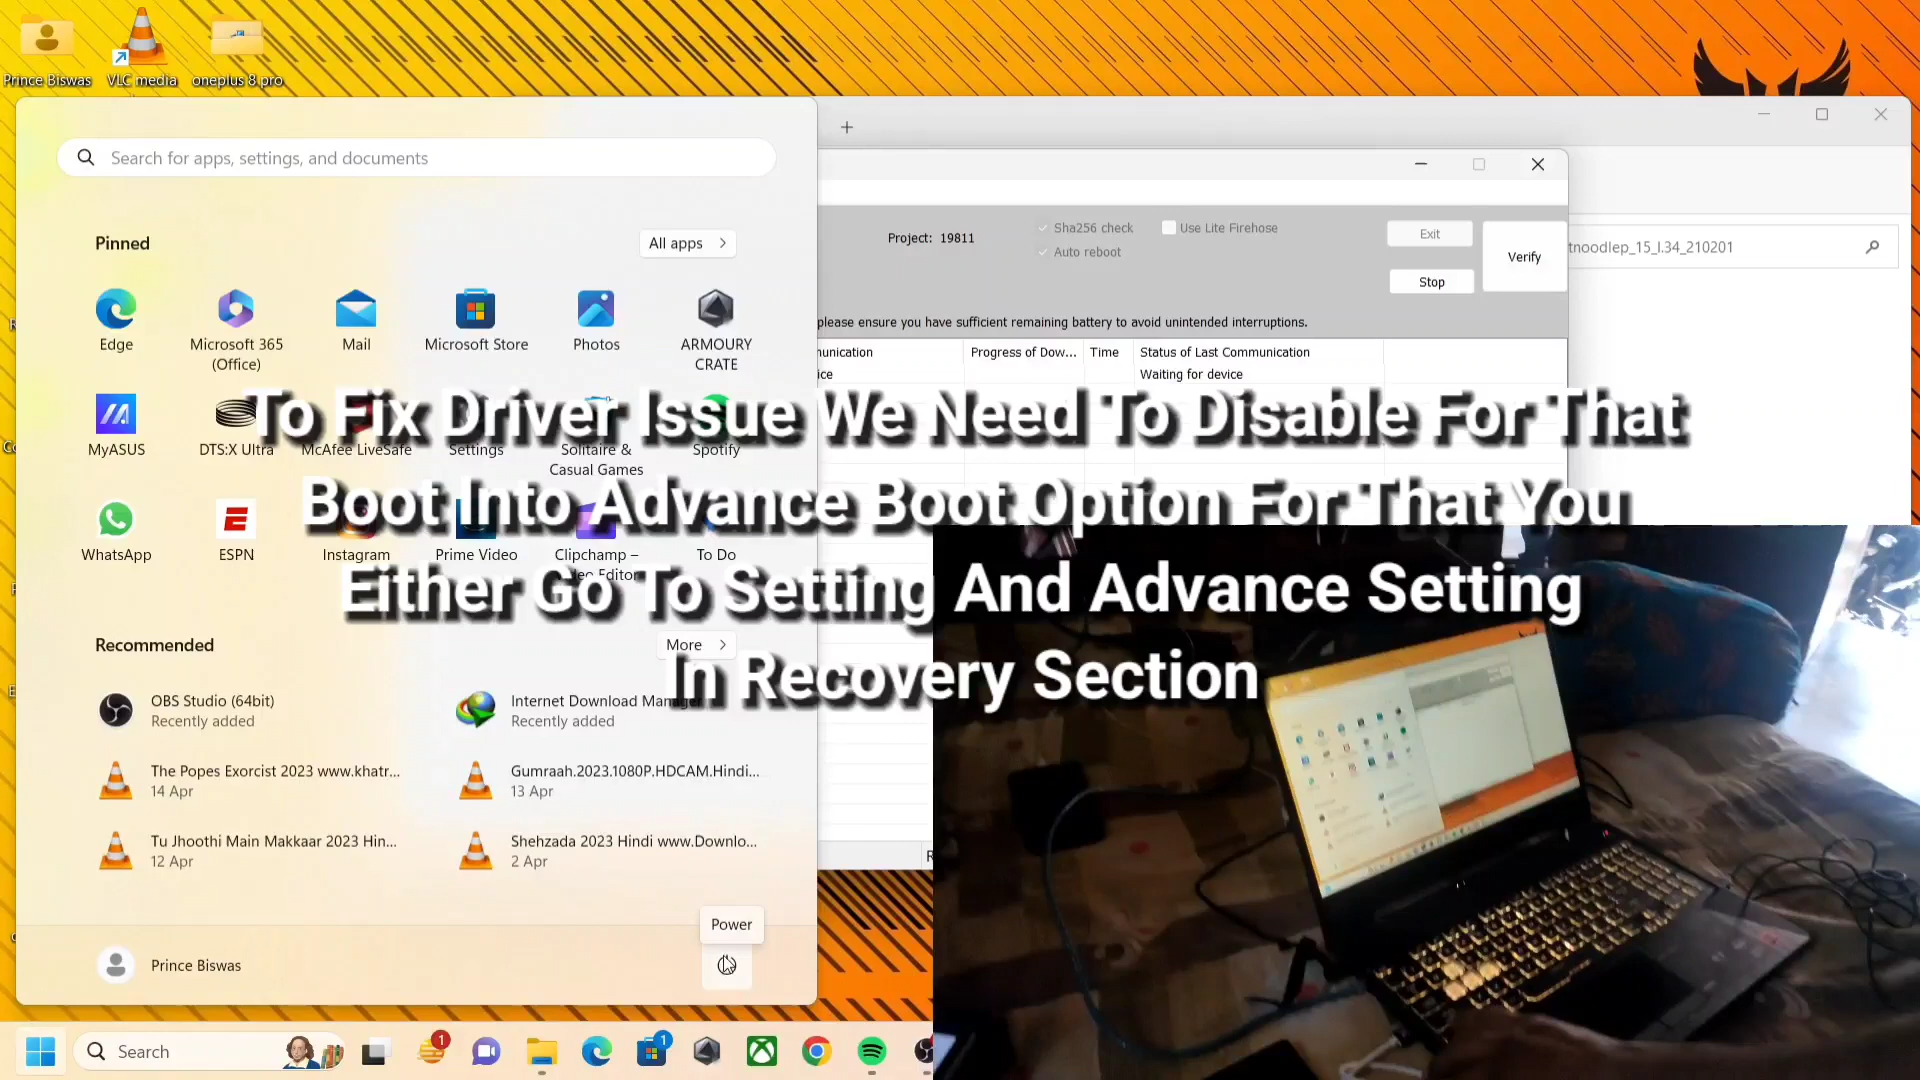 Prince Biswas
VLC media
oneplus 8 pro
Search for apps, settings, and documents
Pinned
All apps
Edge
Microsoft 365
(Office)
Mail
Microsoft Store
Photos
ARMOURY
CRATE
MyASUS
DTS:X Ultra
McAfee LiveSafe
Settings
Solitaire &
Casual Games
Spotify
WhatsApp
ESPN
Instagram
Prime Video
Clipchamp –
Editor
To Do
Recommended
More
OBS Studio (64bit)
Recently added
Internet Download Manager
Recently added
The Popes Exorcist 2023 www.khatr...
14 Apr
Gumraah.2023.1080P.HDCAM.Hindi...
13 Apr
Tu Jhoothi Main Makkaar 2023 Hin...
12 Apr
Shehzada 2023 Hindi www.Downlo...
2 Apr
Power
Prince Biswas
Project: 19811
Sha256 check
Use Lite Firehose
Auto reboot
Exit
Stop
Verify
tnoodlep_15_I.34_210201
please ensure you have sufficient remaining battery to avoid unintended interruptions.
Progress of Dow...
Time
Status of Last Communication
Waiting for device
To Fix Driver Issue We Need To Disable For That
Boot Into Advance Boot Option For That You
Either Go To Setting And Advance Setting
In Recovery Section
Search
1
1